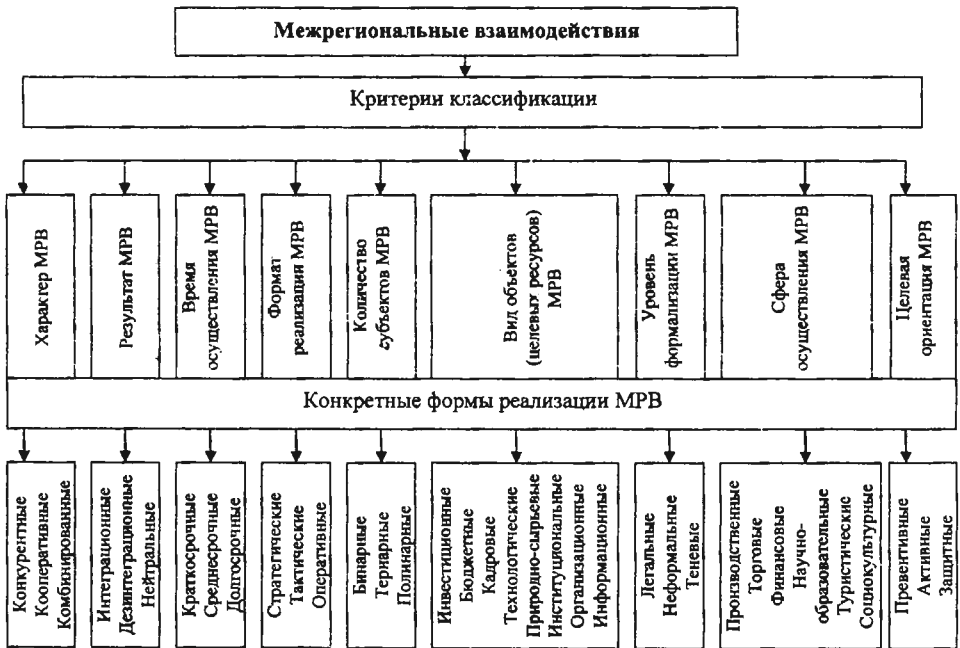 Межрегиональные взаимодействия
Критерии классификации
Характер МРВ
Результат МРВ
Время
осуществления МРВ
Формат
реализации МРВ
Количество
субъектов МРВ
Вид объектов
(целевых ресурсов)
МРВ
Уровень
формализации МРВ
Сфера
осуществления МРВ
Целевая
ориентация МРВ
Конкретные формы реализации МРВ
Конкурентные
Кооперативные
Комбинированные
Интеграционные
Дезинтеграционные
Нейтральные
Краткосрочные
Среднесрочные
Долгосрочные
Стратегические
Тактические
Оперативные
Бинарные
Тернарные
Полинарные
Инвестиционные
Бюджетные
Кадровые
Технологические
Природно-сырьевые
Институциональные
Организационные
Информационные
Легальные
Неформальные
Теневые
Производственные
Торговые
Финансовые
Научно-
образовательные
Туристические
Социокультурные
Превентивные
Активные
Защитные